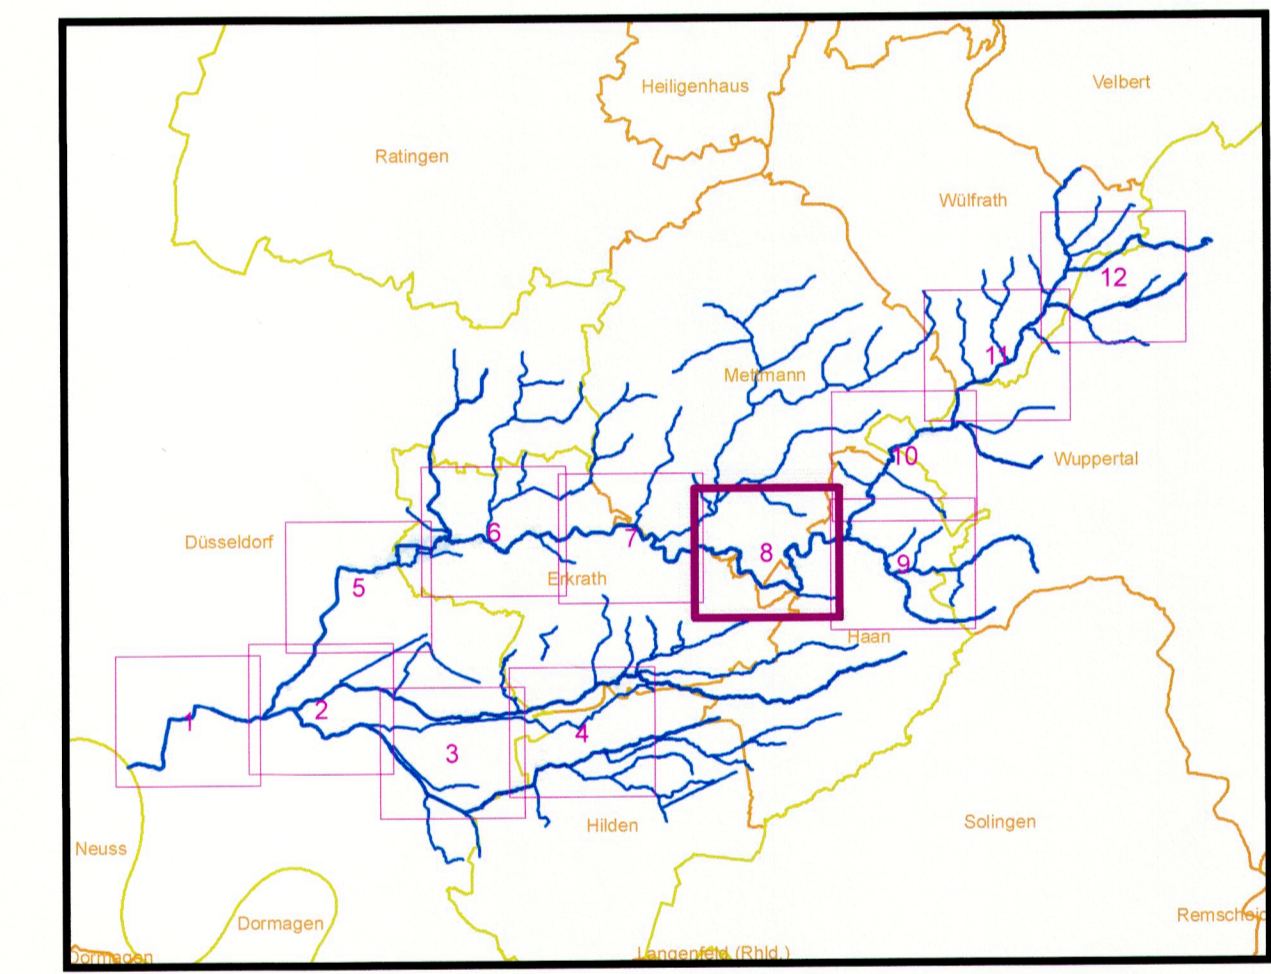 Heiligenhaus
Velbert
Ratingen
Wülfrath
12
11
Mettmann
10
Wuppertal
6
7
8
9
Düsseldorf
5
Erkrath
Haan
1
2
3
4
Hilden
Solingen
Neuss
Dormagen
Remscheid
Dormagen
Langenfeld (Rhld.)